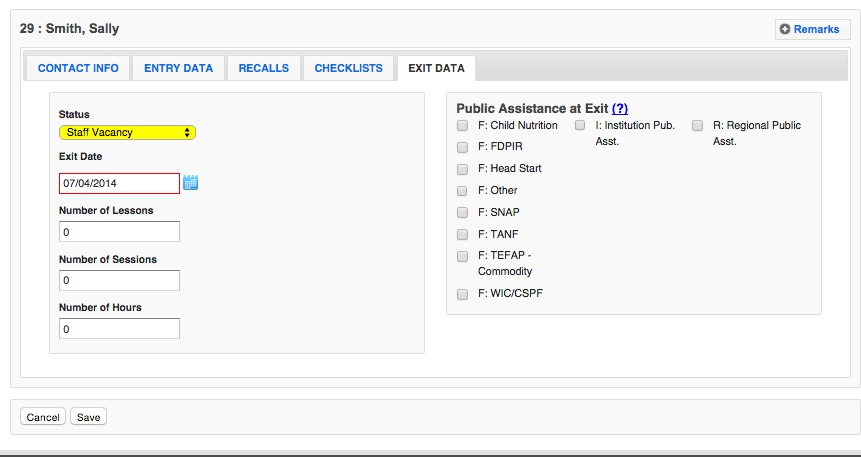 29 : Smith, Sally
Remarks
CONTACT INFO ENTRY DATA RECALLS CHECKLISTS EXIT DATA
Status
Staff Vacancy
Exit Date
07/04/2014
Number of Lessons
0
Number of Sessions
0
Number of Hours
0
Public Assistance at Exit (?)
F: Child Nutrition
F: FDPIR
F: Head Start
F: Other
F: SNAP
F: TANF
F: TEFAP -
Commodity
F: WIC/CSPF
I: Institution Pub.
Asst.
R: Regional Public
Asst.
Cancel Save